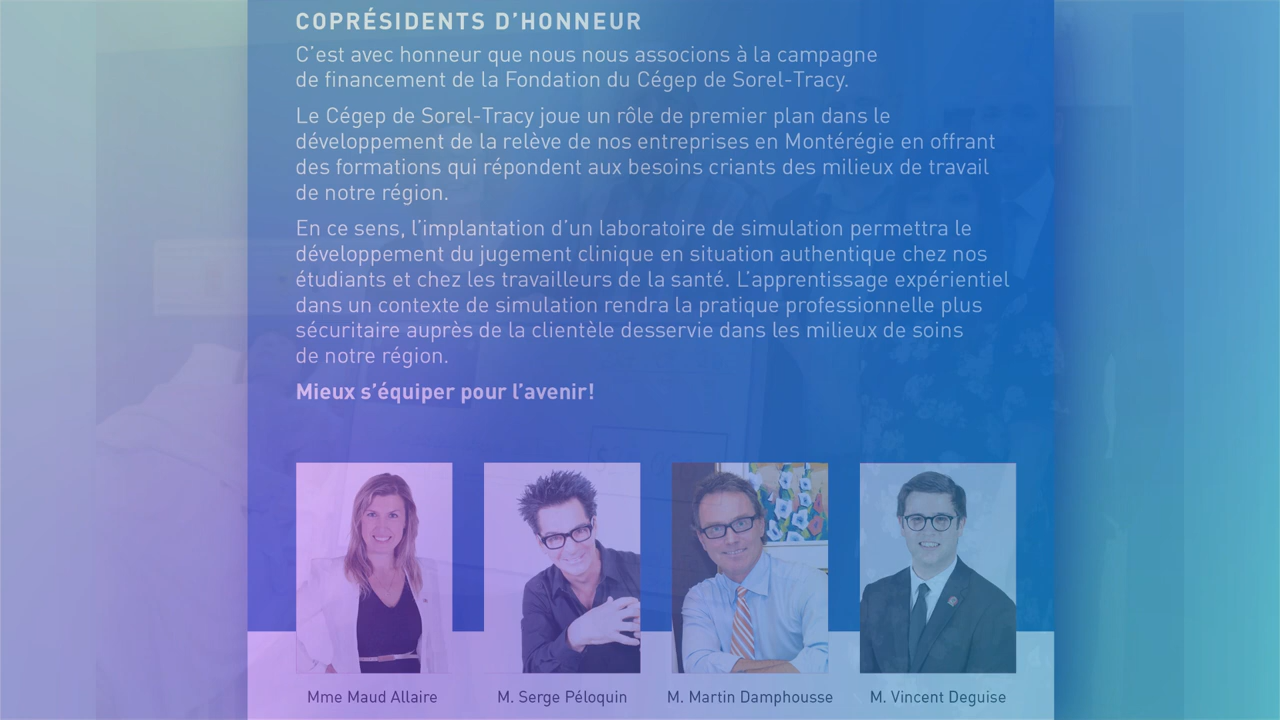 COPRÉSIDENTS D'HONNEUR
C'est avec honneur que nous nous associons à la campagne
de financement de la Fondation du Cégep de Sorel-Tracy.
Le Cégep de Sorel-Tracy joue un rôle de premier plan dans le
développement de la relève de nos entreprises en Montérégie en offrant
des formations qui répondent aux besoins criants des milieux de travail
de notre région.
En ce sens, l'implantation d'un laboratoire de simulation permettra le
développement du jugement clinique en situation authentique chez nos
étudiants et chez les travailleurs de la santé. L'apprentissage expérientiel
dans un contexte de simulation rendra la pratique professionnelle plus
sécuritaire auprès de la clientèle desservie dans les milieux de soins
de notre région.
Mieux s'équiper pour l'avenir!
Mme Maud Allaire
M. Serge Péloquin
M. Martin Damphousse
M. Vincent Deguise